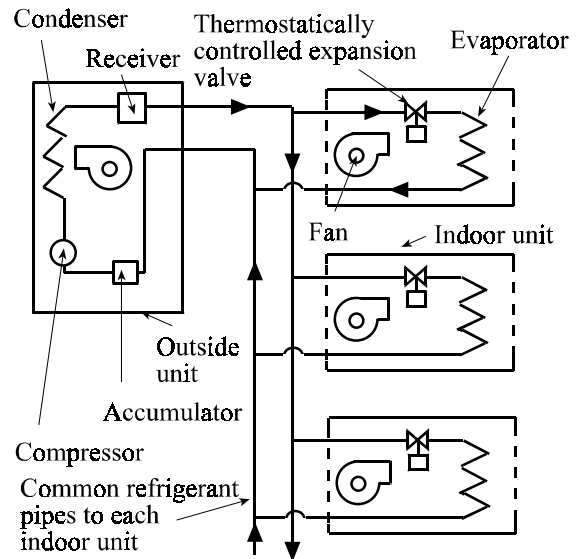 Condenser
Receiver
Thermostatically
controlled expansion
valve
Evaporator
Fan
Indoor unit
Outside
unit
Accumulator
Compressor
Common refrigerant
pipes to each
indoor unit